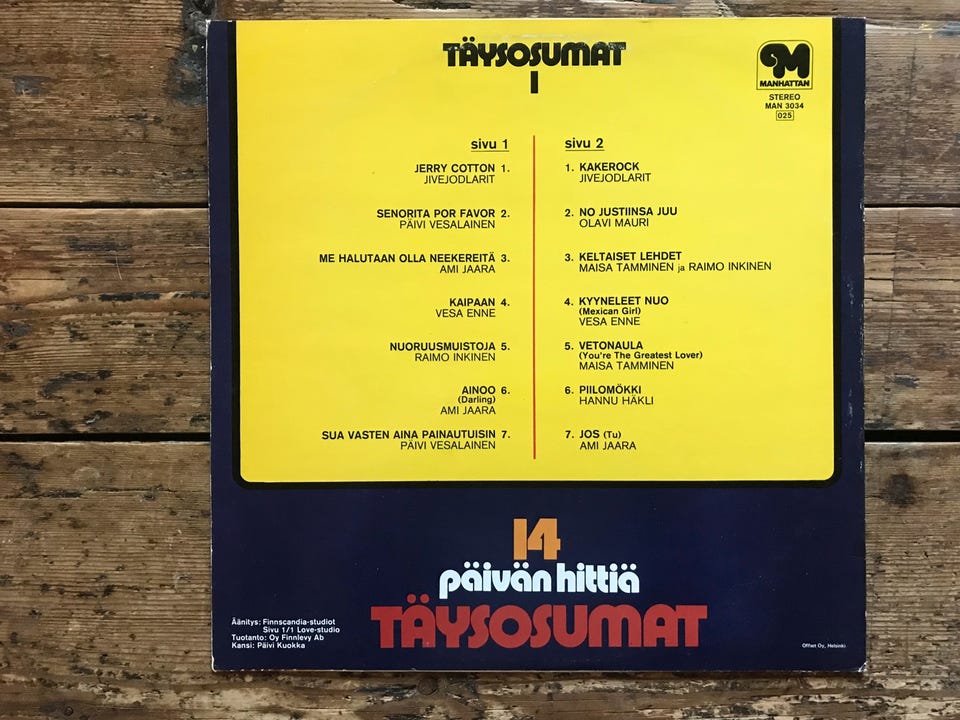 TÄYSOSUMAT
1
MANHATTAN
STEREO
MAN 3034
025
sivu 1
JERRY COTTON 1.
JIVEJODLARIT
SENORITA POR FAVOR 2.
PÄIVI VESALAINEN
ME HALUTAAN OLLA NEEKEREITÄ 3.
AMI JAARA
KAIPAAN 4.
VESA ENNE
NUORUUSMUISTOJA 5.
RAIMO INKINEN
AINOO 6.
(Darling)
AMI JAARA
SUA VASTEN AINA PAINAUTUISIN 7.
PÄIVI VESALAINEN
sivu 2
1. KAKEROCK
JIVEJODLARIT
2. NO JUSTIINSA JUU
OLAVI MAURI
3. KELTAISET LEHDET
MAISA TAMMINEN ja RAIMO INKINEN
4. KYYNELEET NUO
(Mexican Girl)
VESA ENNE
5. VETONAULA
(You're The Greatest Lover)
MAISA TAMMINEN
6. PIILOMÖKKI
HANNU HÄKLI
7. JOS (Tu)
AMI JAARA
14
päivän hittiä
TÄYSOSUMAT
Äänitys: Finnscandia-studiot
Sivu 1/1 Love-studio
Tuotanto: Oy Finnlevy Ab
Kansi: Päivi Kuokka
Offset Oy, Helsinki